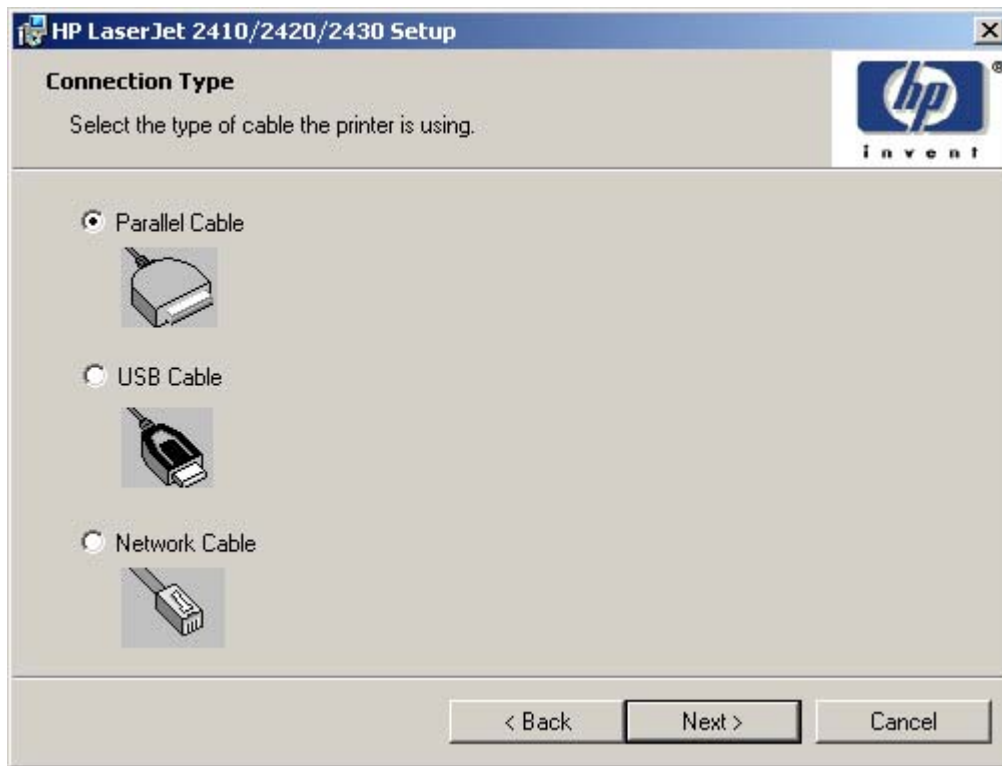 HP LaserJet 2410/2420/2430 Setup
Connection Type
Select the type of cable the printer is using.
hp
®
invent
Parallel Cable
USB Cable
Network Cable
< Back
Next >
Cancel